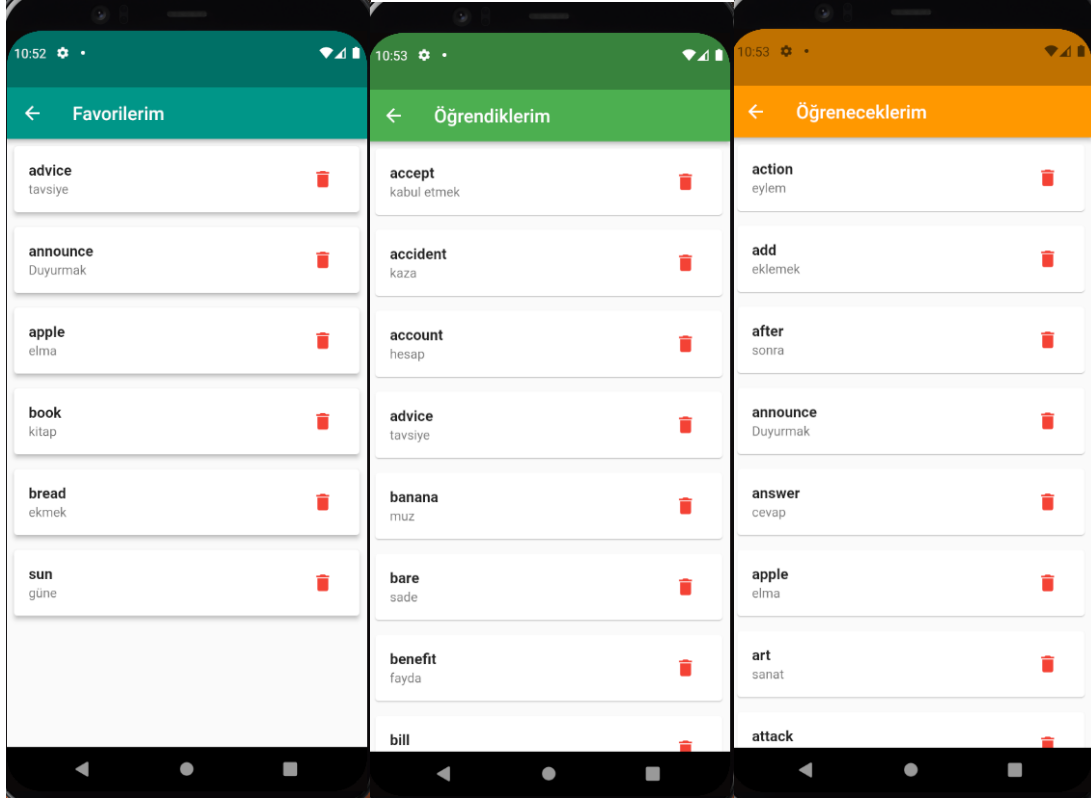 10:52
Favorilerim
advice
tavsiye
announce
Duyurmak
apple
elma
book
kitap
bread
ekmek
sun
güne
10:53
Öğrendiklerim
accept
kabul etmek
accident
kaza
account
hesap
advice
tavsiye
banana
muz
bare
sade
benefit
fayda
bill
10:53
Öğreneceklerim
action
eylem
add
eklemek
after
sonra
announce
Duyurmak
answer
cevap
apple
elma
art
sanat
attack